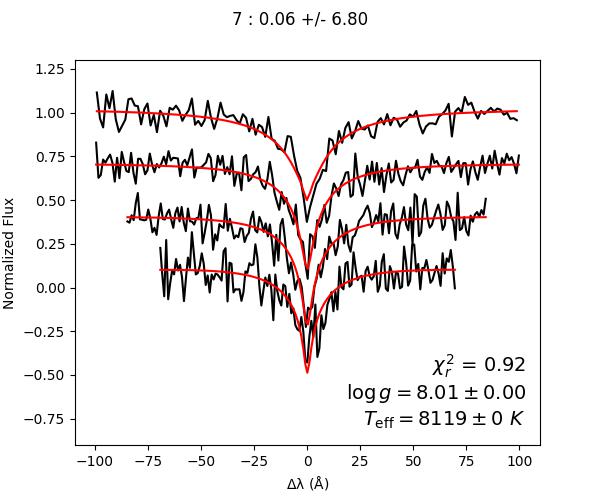 7 : 0.06 +/- 6.80
1.25
1.00
0.75
0.50
0.25
0.00
−0.25
−0.50
−0.75
Normalized Flux
χ²ᵣ = 0.92
log g = 8.01 ± 0.00
T_eff = 8119 ± 0 K
−100 −75 −50 −25 0 25 50 75 100
Δλ (Å)